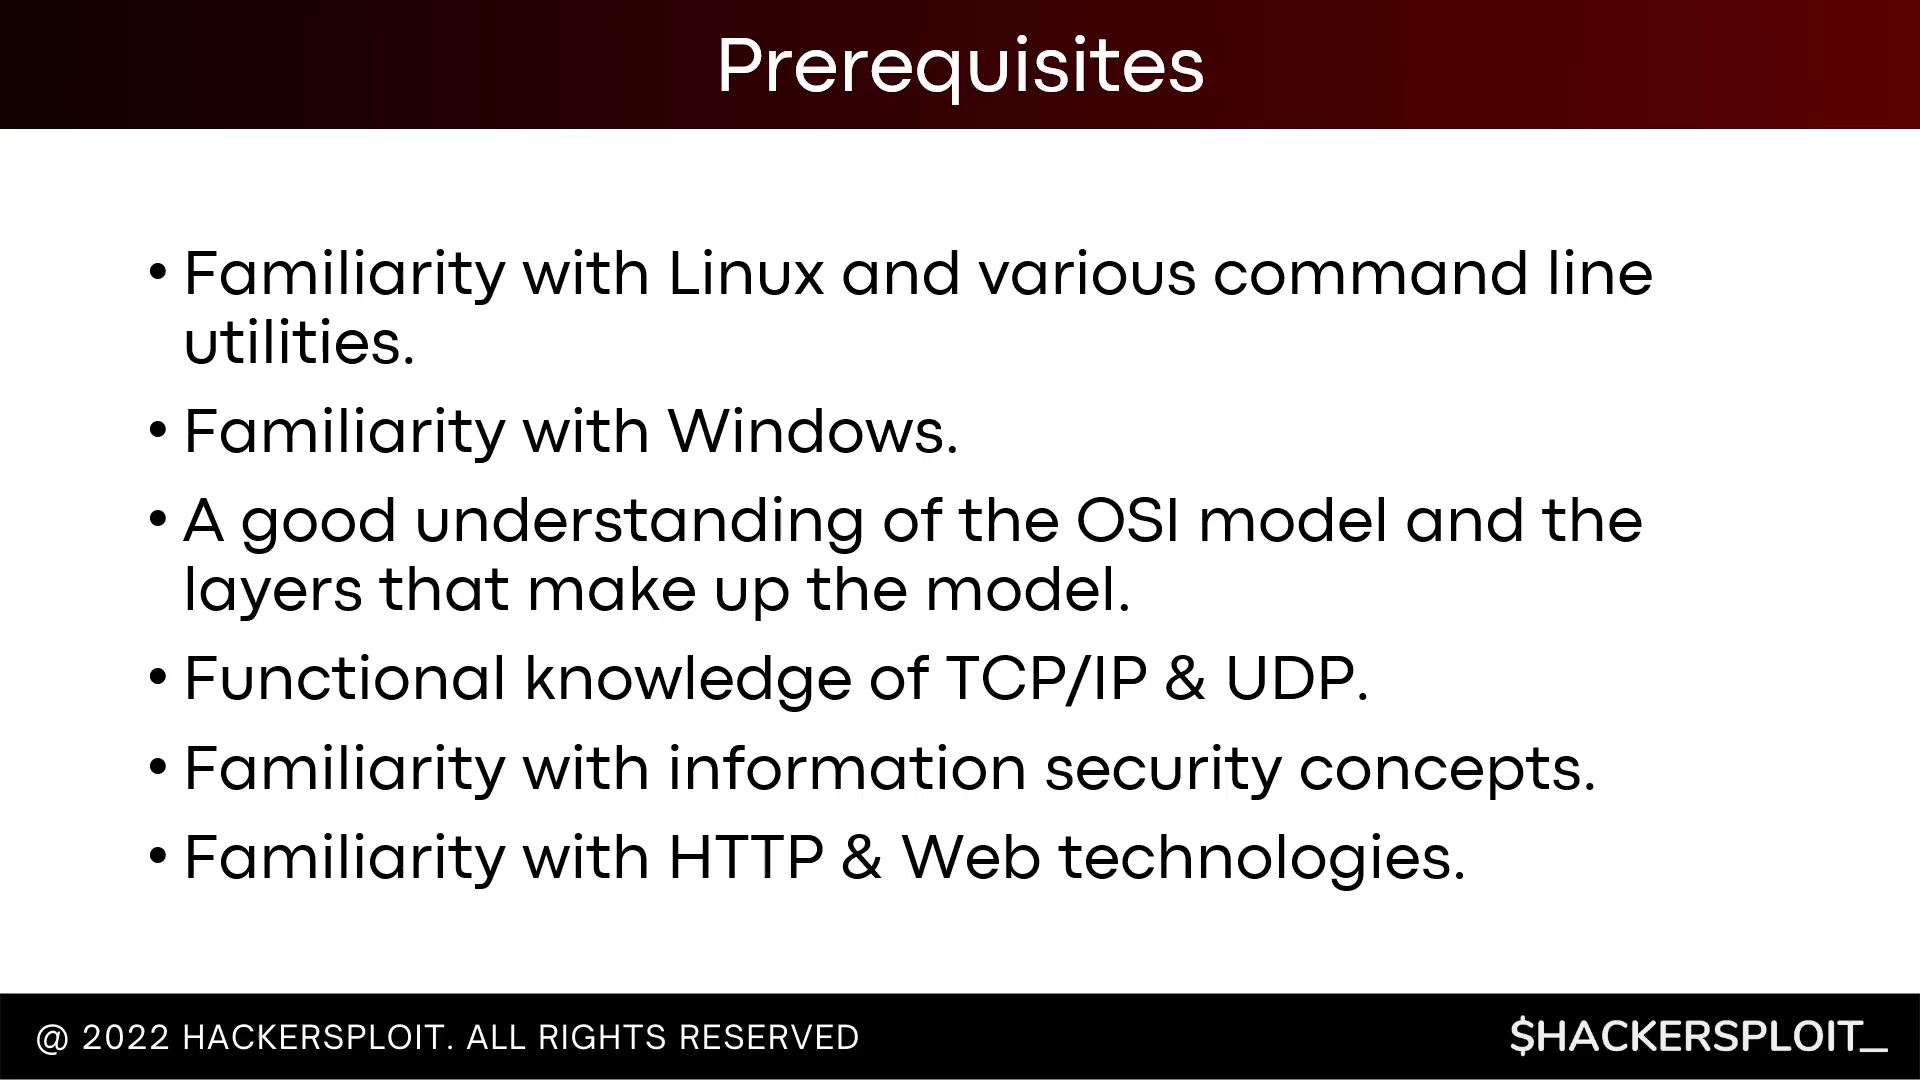 Prerequisites
• Familiarity with Linux and various command line
utilities.
• Familiarity with Windows.
• A good understanding of the OSI model and the
layers that make up the model.
• Functional knowledge of TCP/IP & UDP.
• Familiarity with information security concepts.
• Familiarity with HTTP & Web technologies.
@ 2022 HACKERSPLOIT. ALL RIGHTS RESERVED
$HACKERSPLOIT_